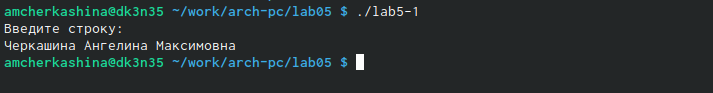 amcherkashina@dk3n35 ~/work/arch-pc/lab05 $ ./lab5-1
Введите строку:
Черкашина Ангелина Максимовна
amcherkashina@dk3n35 ~/work/arch-pc/lab05 $